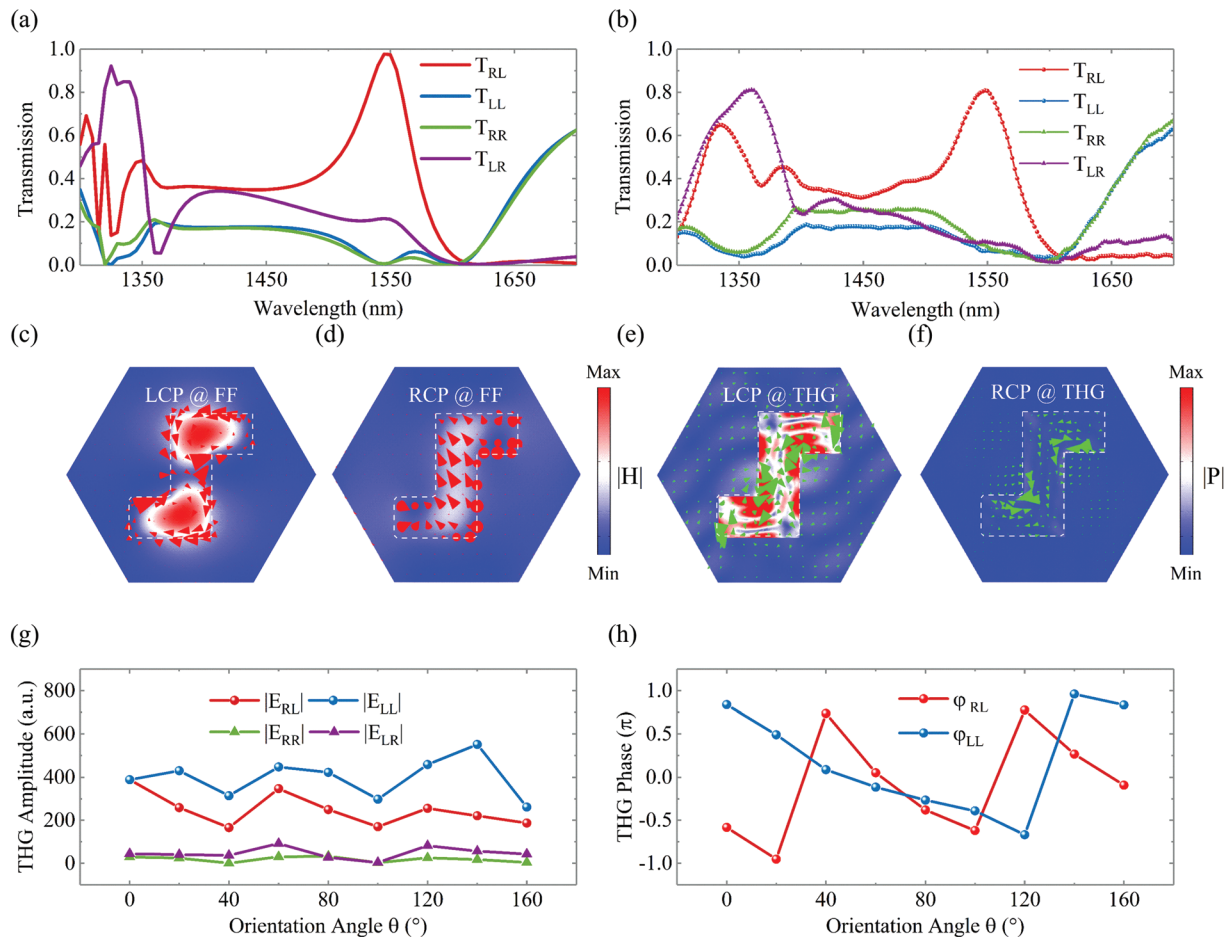 (a)
1.0
0.8
0.6
0.4
0.2
0.0
Transmission
T_RL
T_LL
T_RR
T_LR
1350 1450 1550 1650
Wavelength (nm)
(b)
1.0
0.8
0.6
0.4
0.2
0.0
Transmission
T_RL
T_LL
T_RR
T_LR
1350 1450 1550 1650
Wavelength (nm)
(c)
LCP @ FF
(d)
RCP @ FF
Max
|H|
Min
(e)
LCP @ THG
(f)
RCP @ THG
Max
|P|
Min
(g)
800
600
400
200
0
THG Amplitude (a.u.)
|E_RL| |E_LL|
|E_RR| |E_LR|
0 40 80 120 160
Orientation Angle θ (°)
(h)
1.0
0.5
0.0
-0.5
-1.0
THG Phase (π)
φ_RL
φ_LL
0 40 80 120 160
Orientation Angle θ (°)